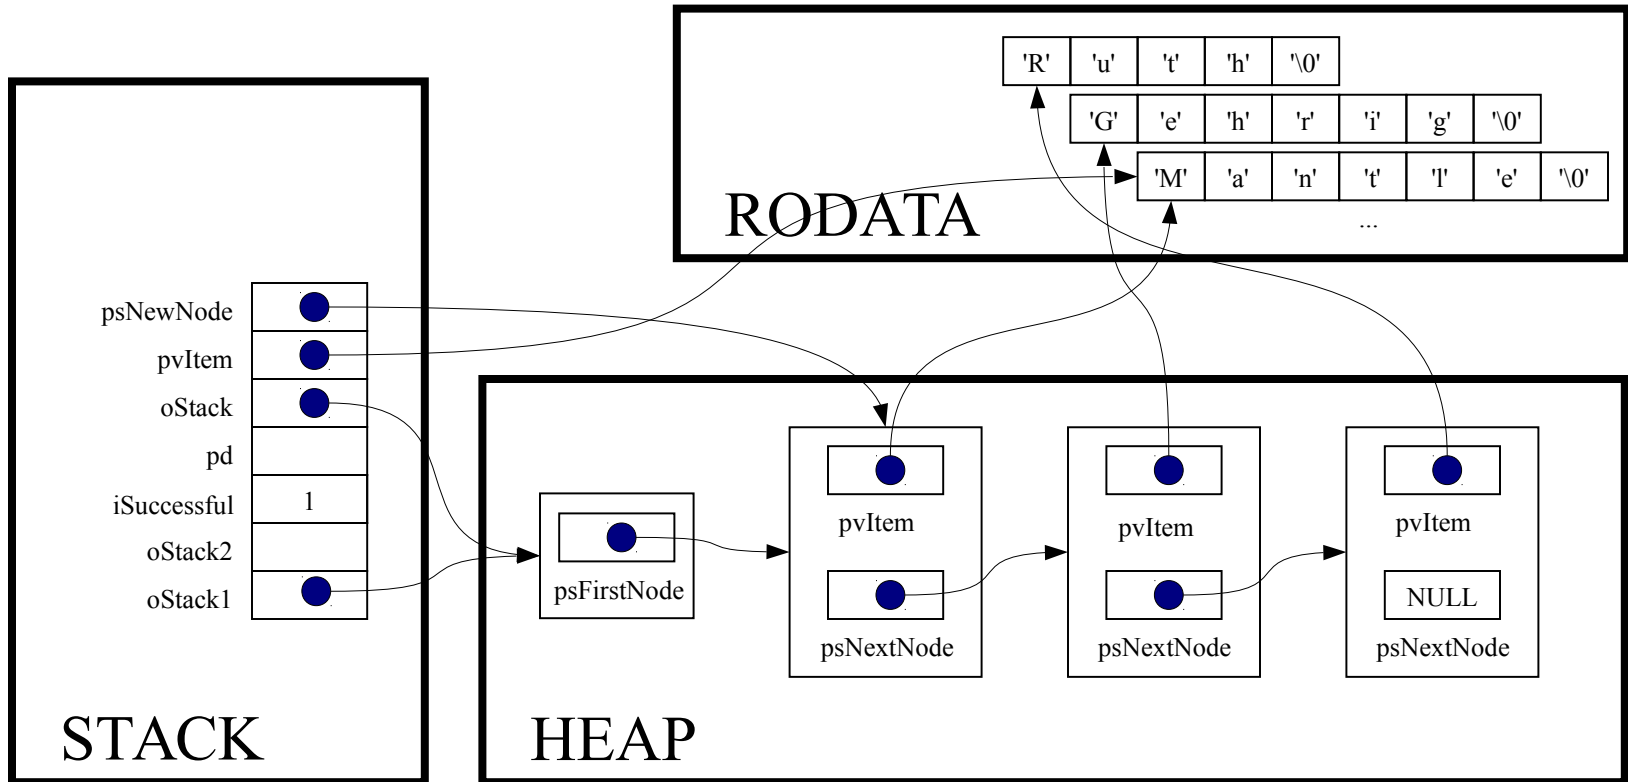 'R' 'u' 't' 'h' '\0'
'G' 'e' 'h' 'r' 'i' 'g' '\0'
'M' 'a' 'n' 't' 'l' 'e' '\0'
...
RODATA
psNewNode
pvItem
oStack
pd
iSuccessful 1
oStack2
oStack1
STACK
psFirstNode
pvItem
psNextNode
pvItem
psNextNode
pvItem
NULL
psNextNode
HEAP